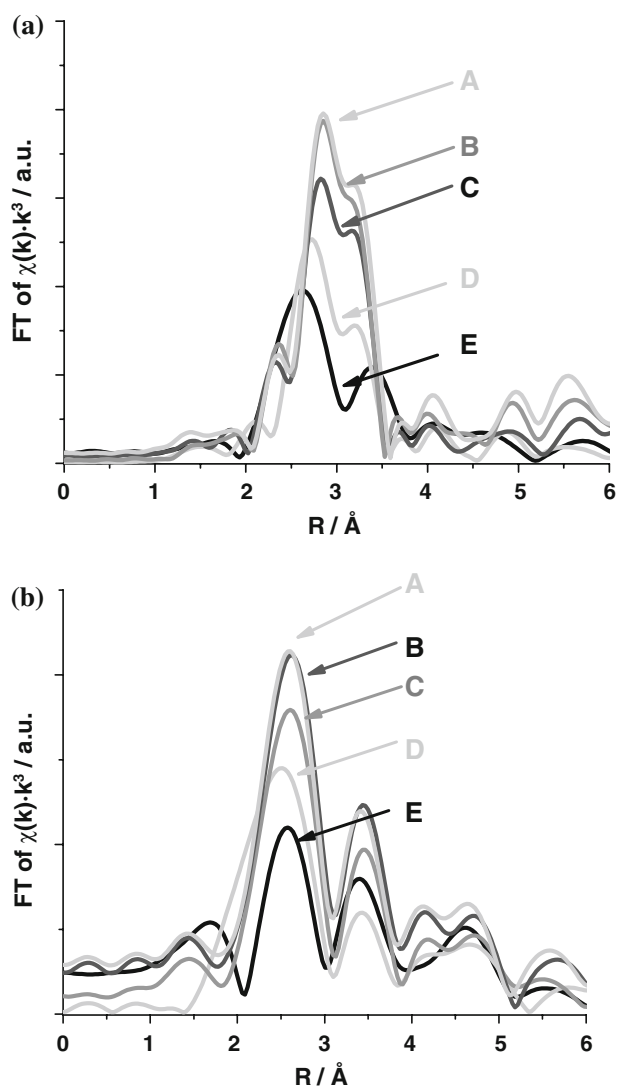 (a)
FT of χ(k)·k³ / a.u.
A
B
C
D
E
0 1 2 3 4 5 6
R / Å
(b)
FT of χ(k)·k³ / a.u.
A
B
C
D
E
0 1 2 3 4 5 6
R / Å